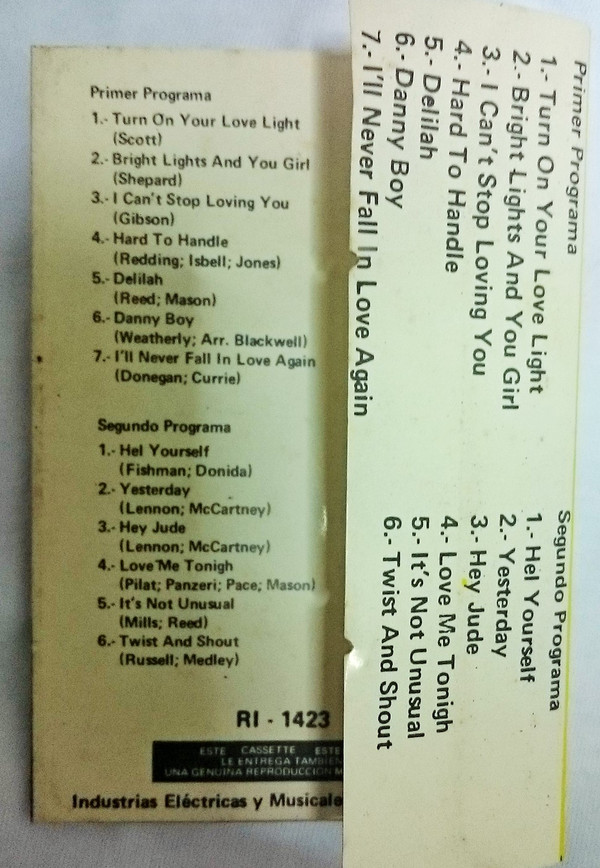 Primer Programa
1.- Turn On Your Love Light
(Scott)
2.- Bright Lights And You Girl
(Shepard)
3.- I Can't Stop Loving You
(Gibson)
4.- Hard To Handle
(Redding; Isbell; Jones)
5.- Delilah
(Reed; Mason)
6.- Danny Boy
(Weatherly; Arr. Blackwell)
7.- I'll Never Fall In Love Again
(Donegan; Currie)
Segundo Programa
1.- Hel Yourself
(Fishman; Donida)
2.- Yesterday
(Lennon; McCartney)
3.- Hey Jude
(Lennon; McCartney)
4.- Love Me Tonigh
(Pilat; Panzeri; Pace; Mason)
5.- It's Not Unusual
(Mills; Reed)
6.- Twist And Shout
(Russell; Medley)
RI - 1423
ESTE CASSETTE ESTE
LE ENTREGA TAMBIEN
UNA GENUINA REPRODUCCION M
Industrias Eléctricas y Musicale
Primer Programa
1.- Turn On Your Love Light
2.- Bright Lights And You Girl
3.- I Can't Stop Loving You
4.- Hard To Handle
5.- Delilah
6.- Danny Boy
7.- I'll Never Fall In Love Again
Segundo Programa
1.- Hel Yourself
2.- Yesterday
3.- Hey Jude
4.- Love Me Tonigh
5.- It's Not Unusual
6.- Twist And Shout